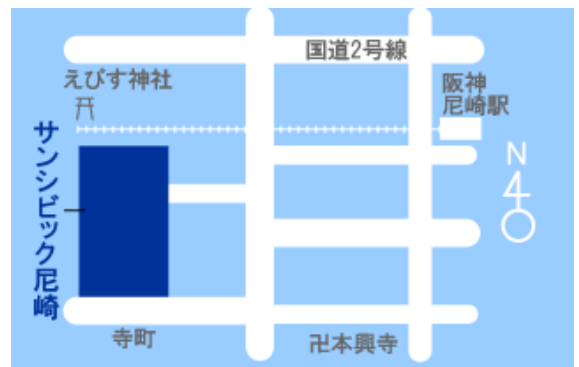 国道2号線
えびす神社
阪神
尼崎駅
サンシビック尼崎
N
寺町
卍本興寺